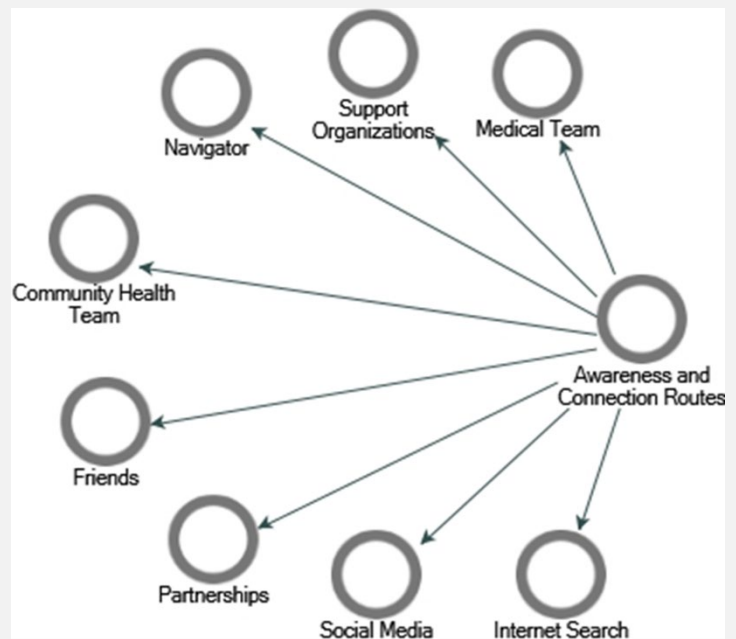 Navigator
Support
Organizations
Medical Team
Community Health
Team
Awareness and
Connection Routes
Friends
Partnerships
Social Media
Internet Search